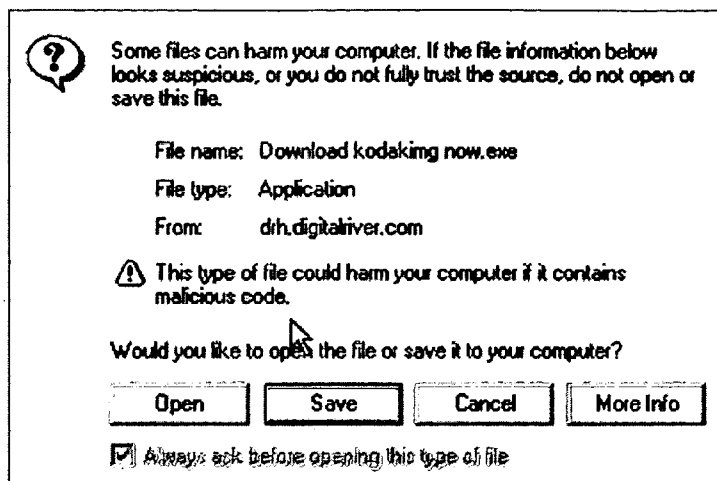 Some files can harm your computer. If the file information below
looks suspicious, or you do not fully trust the source, do not open or
save this file.
File name: Download kodakimg now.exe
File type: Application
From: drh.digitalriver.com
This type of file could harm your computer if it contains
malicious code.
Would you like to open the file or save it to your computer?
Open Save Cancel More Info
Always ask before opening this type of file